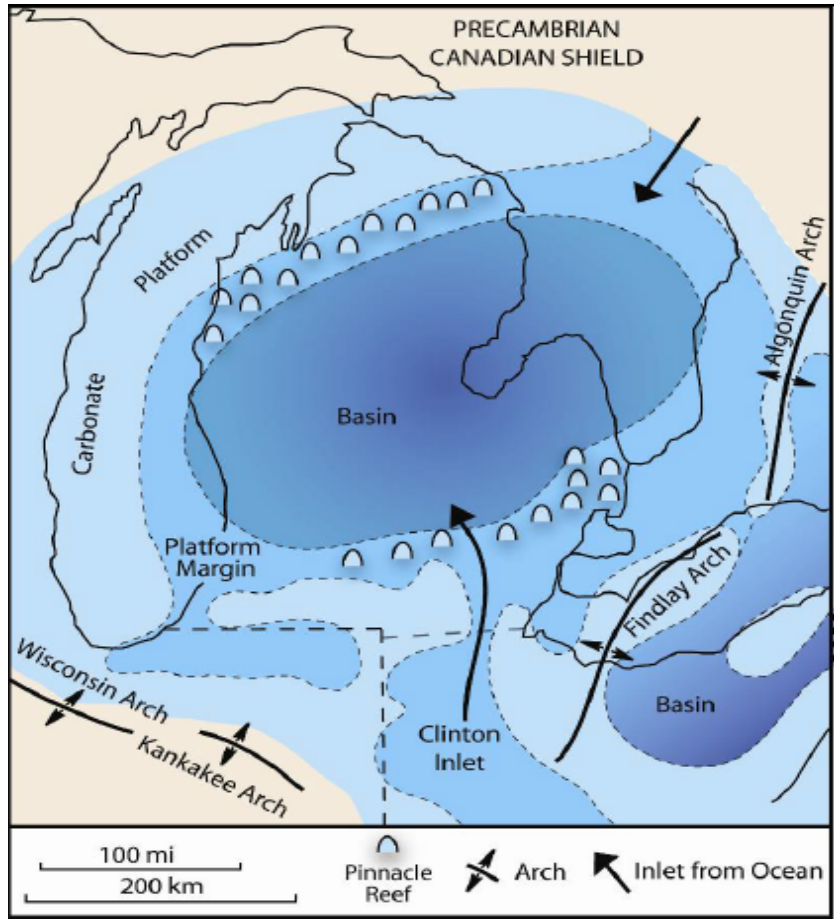 PRECAMBRIAN
CANADIAN SHIELD
Platform
Algonquin Arch
Carbonate
Basin
Platform
Margin
Findlay Arch
Wisconsin Arch
Kankakee Arch
Clinton
Inlet
Basin
100 mi
200 km
Pinnacle
Reef
Arch
Inlet from Ocean